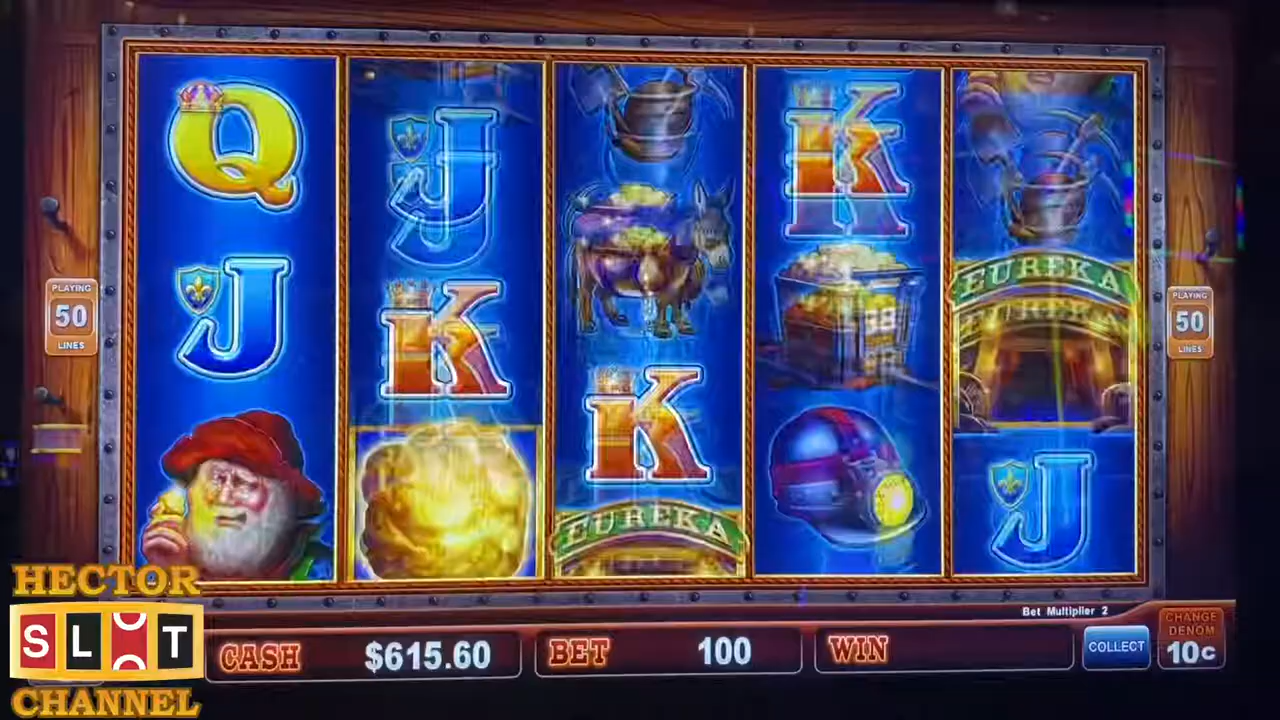 Q
J
K
K
EUREKA
PLAYING
50
LINES
J
K
K
EUREKA
EUREKA
J
PLAYING
50
LINES
Bet Multiplier 2
CASH $615.60
BET 100
WIN
COLLECT
CHANGE
DENOM
10c
HECTOR
SLOT
CHANNEL